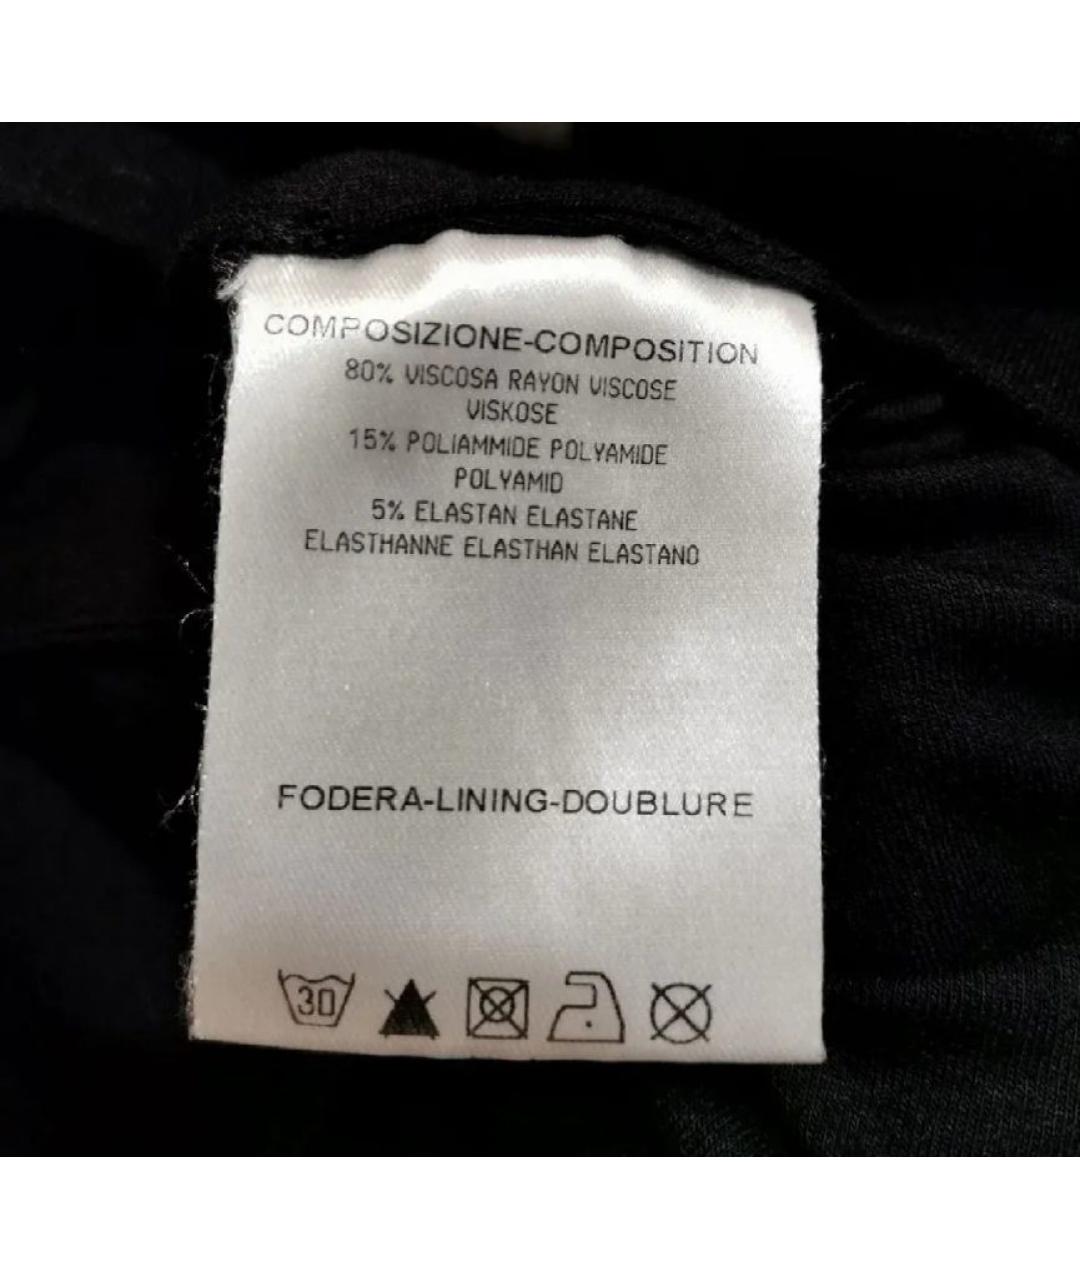 COMPOSIZIONE-COMPOSITION
80% VISCOSA RAYON VISCOSE
VISKOSE
15% POLIAMMIDE POLYAMIDE
POLYAMID
5% ELASTAN ELASTANE
ELASTHANNE ELASTHAN ELASTANO
FODERA-LINING-DOUBLURE
30